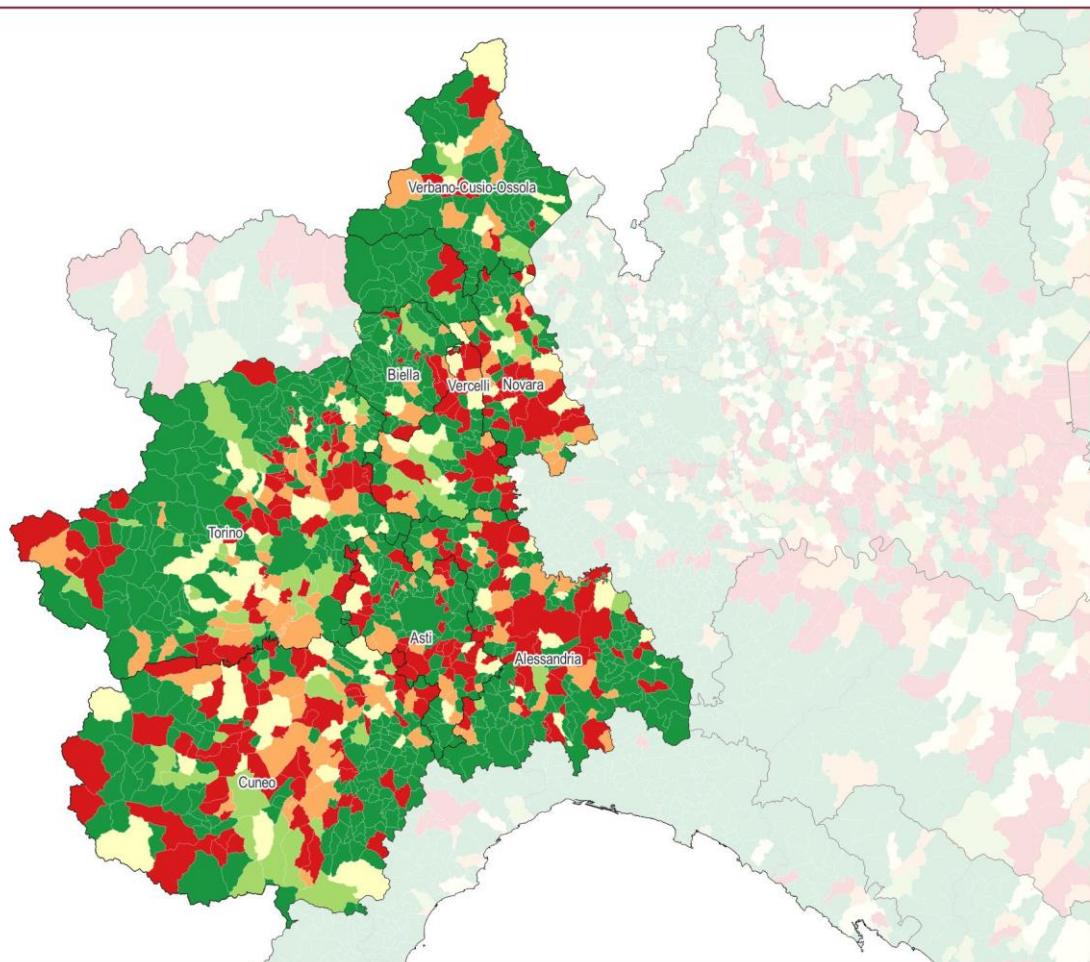 Verbano-Cusio-Ossola
Biella
Vercelli
Novara
Torino
Asti
Alessandria
Cuneo